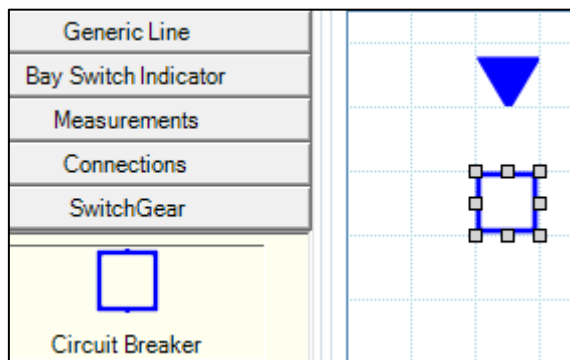 Generic Line
Bay Switch Indicator
Measurements
Connections
SwitchGear
Circuit Breaker